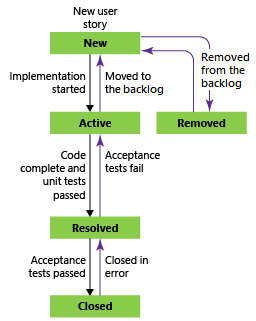 New user
story
New
Removed
from the
backlog
Implementation
started
Moved to
the backlog
Active
Removed
Code
complete and
unit tests
passed
Acceptance
tests fail
Resolved
Acceptance
tests passed
Closed in
error
Closed